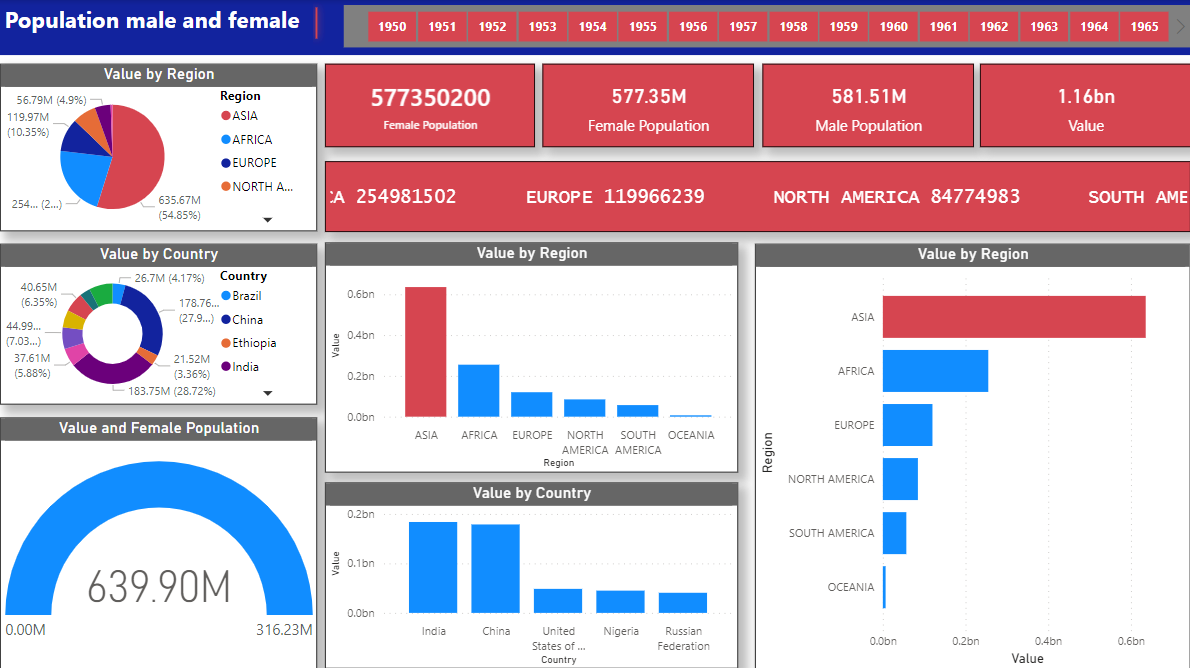 Population male and female
1950 1951 1952 1953 1954 1955 1956 1957 1958 1959 1960 1961 1962 1963 1964 1965
Value by Region
56.79M (4.9%)
119.97M
(10.35%)
254... (2...)
635.67M
(54.85%)
Region
ASIA
AFRICA
EUROPE
NORTH A...
577350200
Female Population
577.35M
Female Population
581.51M
Male Population
1.16bn
Value
CA 254981502 EUROPE 119966239 NORTH AMERICA 84774983 SOUTH AME
Value by Country
26.7M (4.17%)
40.65M
(6.35%)
178.76...
(27.9...)
44.99...
(7.03...)
37.61M
(5.88%)
21.52M
(3.36%)
183.75M (28.72%)
Country
Brazil
China
Ethiopia
India
Value by Region
Value
0.6bn
0.4bn
0.2bn
0.0bn
ASIA AFRICA EUROPE NORTH AMERICA SOUTH AMERICA OCEANIA
Region
Value by Region
Region
ASIA
AFRICA
EUROPE
NORTH AMERICA
SOUTH AMERICA
OCEANIA
0.0bn 0.2bn 0.4bn 0.6bn
Value
Value and Female Population
639.90M
0.00M 316.23M
Value by Country
Value
0.2bn
0.1bn
0.0bn
India China United States of ... Nigeria Russian Federation
Country